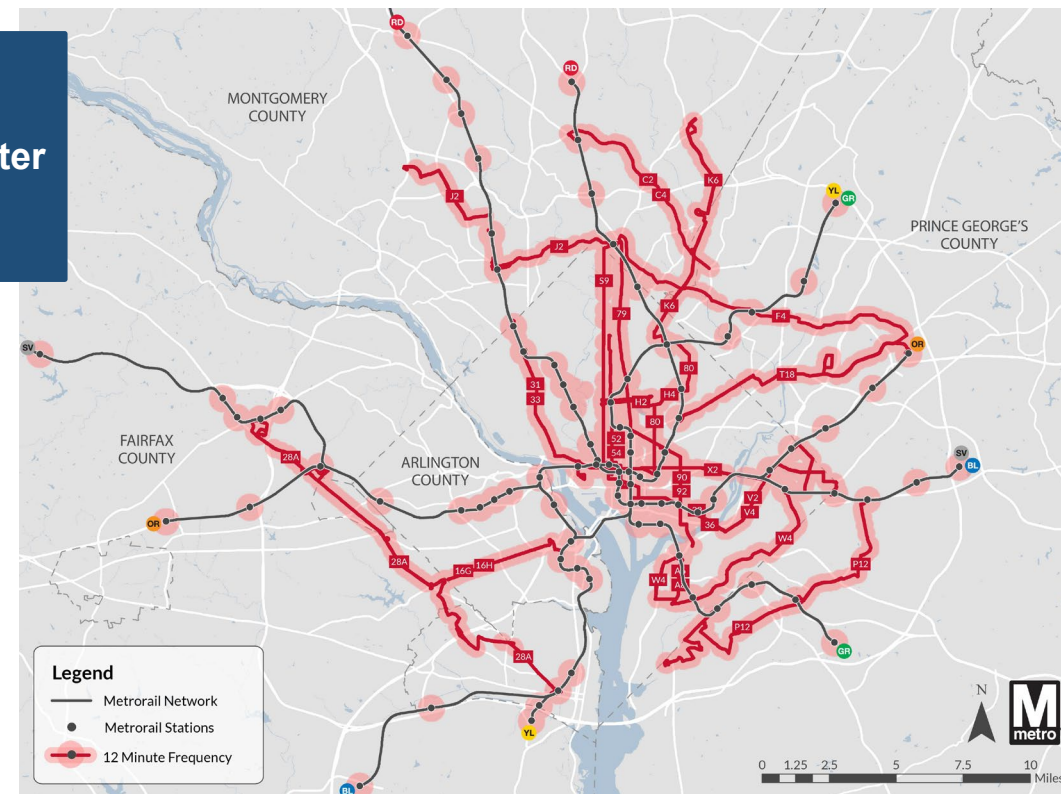 ter
RD
RD
MONTGOMERY
COUNTY
J2
C2
C4
K6
YL
GR
PRINCE GEORGE'S
COUNTY
J2
S9
79
K6
F4
SV
OR
80
T18
31
33
H2
H4
80
52
54
FAIRFAX
COUNTY
28A
ARLINGTON
COUNTY
X2
90
92
SV
BL
V2
V4
36
OR
W4
28A
16G
16H
W4
P12
P12
GR
28A
YL
BL
Legend
Metrorail Network
Metrorail Stations
12 Minute Frequency
N
M
metro
0 1.25 2.5 5 7.5 10
Miles